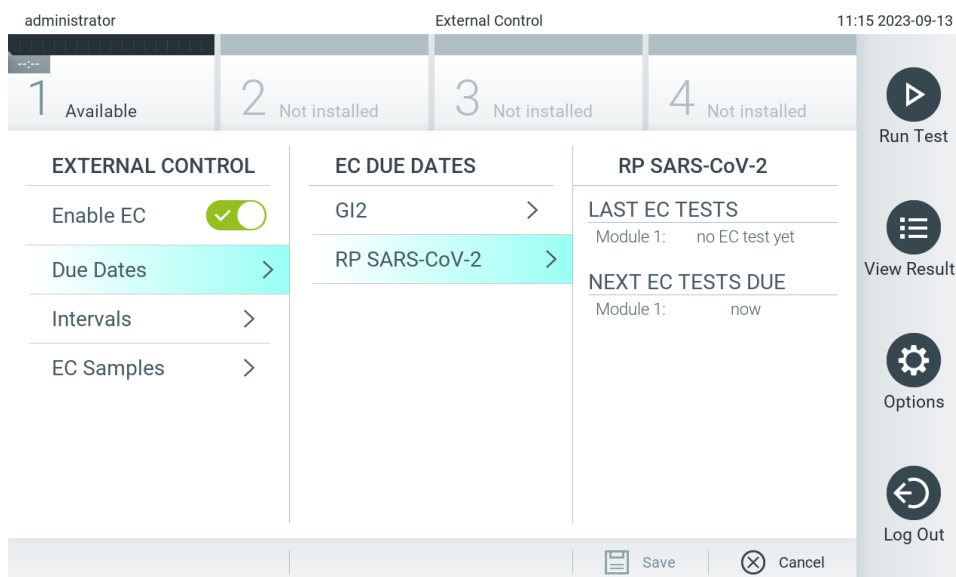 administrator External Control 11:15 2023-09-13
--:--
1 Available 2 Not installed 3 Not installed 4 Not installed
Run Test
EXTERNAL CONTROL
Enable EC
Due Dates
Intervals
EC Samples
EC DUE DATES
GI2
RP SARS-CoV-2
RP SARS-CoV-2
LAST EC TESTS
Module 1: no EC test yet
NEXT EC TESTS DUE
Module 1: now
View Result
Options
Log Out
Save Cancel